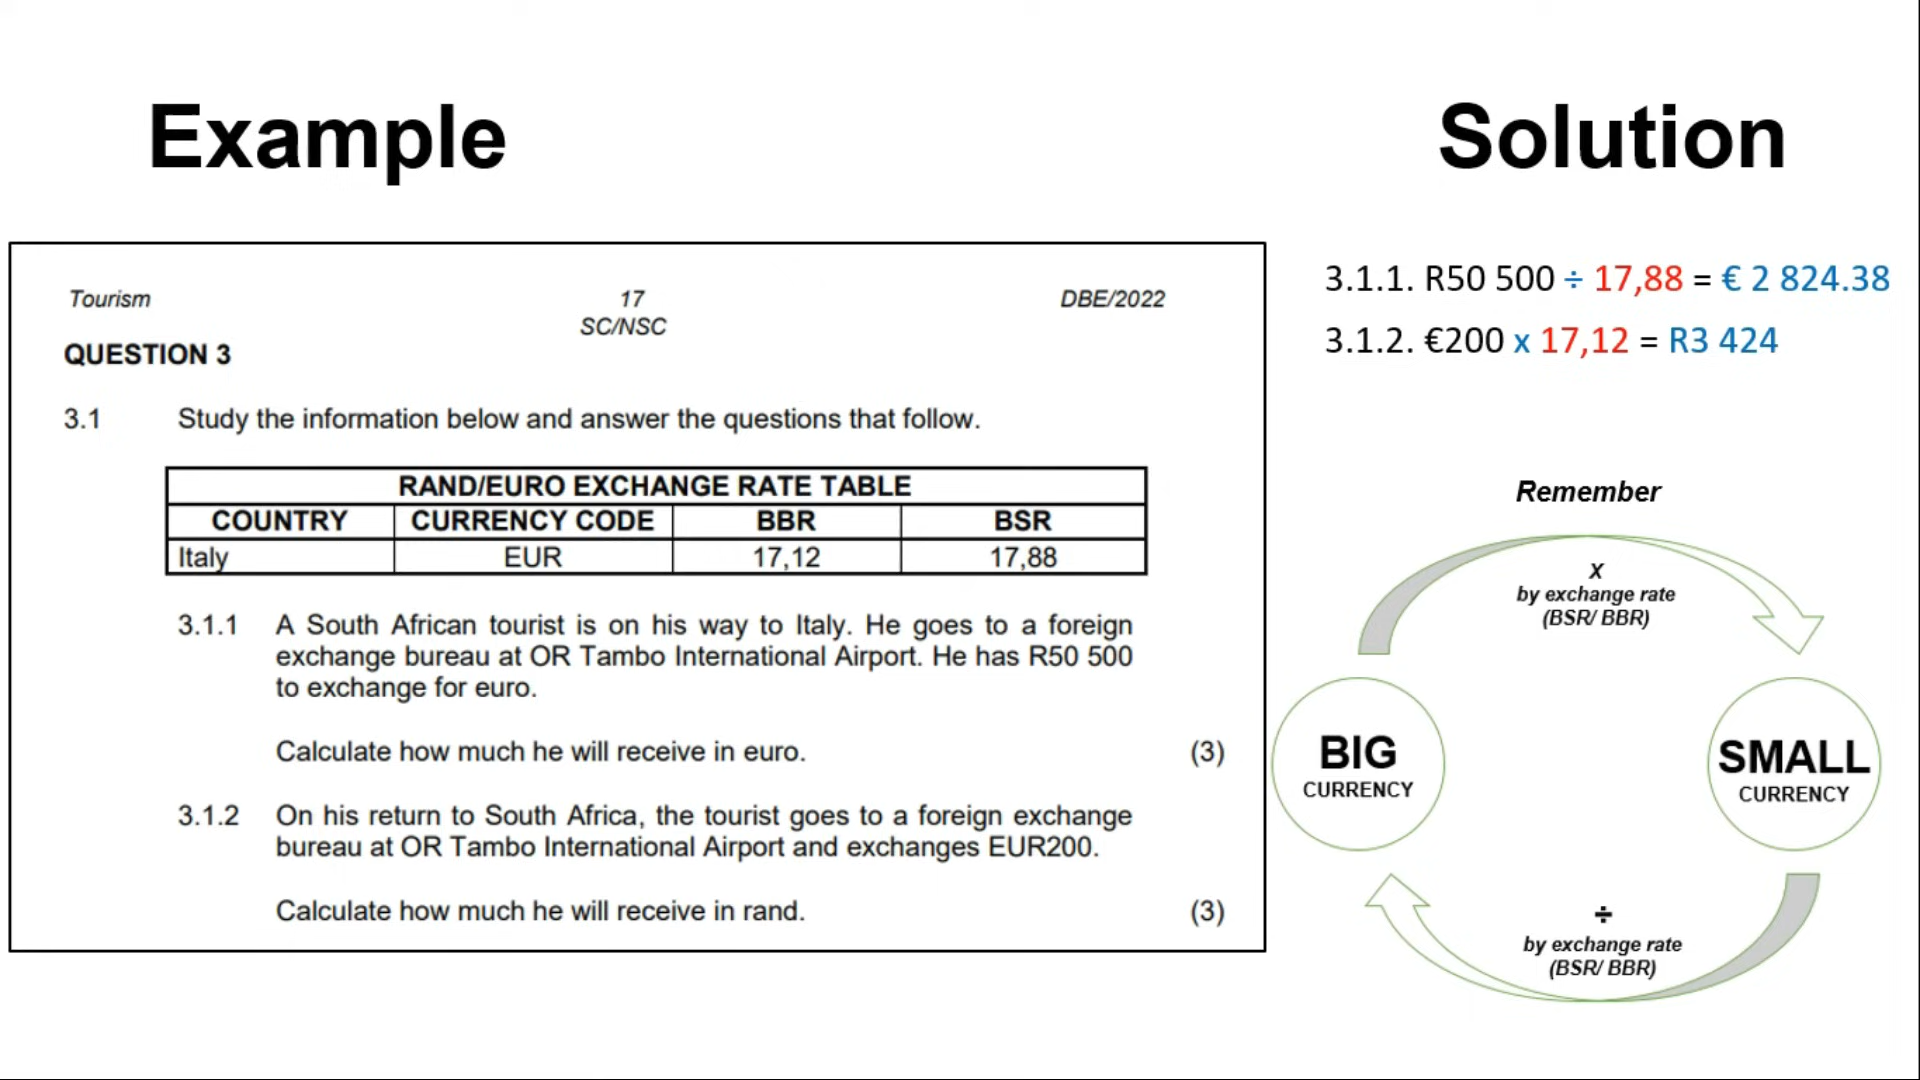 Example
Solution
Tourism 17 DBE/2022
SC/NSC
QUESTION 3
3.1 Study the information below and answer the questions that follow.
RAND/EURO EXCHANGE RATE TABLE
COUNTRY CURRENCY CODE BBR BSR
Italy EUR 17,12 17,88
3.1.1 A South African tourist is on his way to Italy. He goes to a foreign
exchange bureau at OR Tambo International Airport. He has R50 500
to exchange for euro.
Calculate how much he will receive in euro. (3)
3.1.2 On his return to South Africa, the tourist goes to a foreign exchange
bureau at OR Tambo International Airport and exchanges EUR200.
Calculate how much he will receive in rand. (3)
3.1.1. R50 500 ÷ 17,88 = € 2 824.38
3.1.2. €200 x 17,12 = R3 424
Remember
X
by exchange rate
(BSR/ BBR)
BIG
CURRENCY
SMALL
CURRENCY
÷
by exchange rate
(BSR/ BBR)